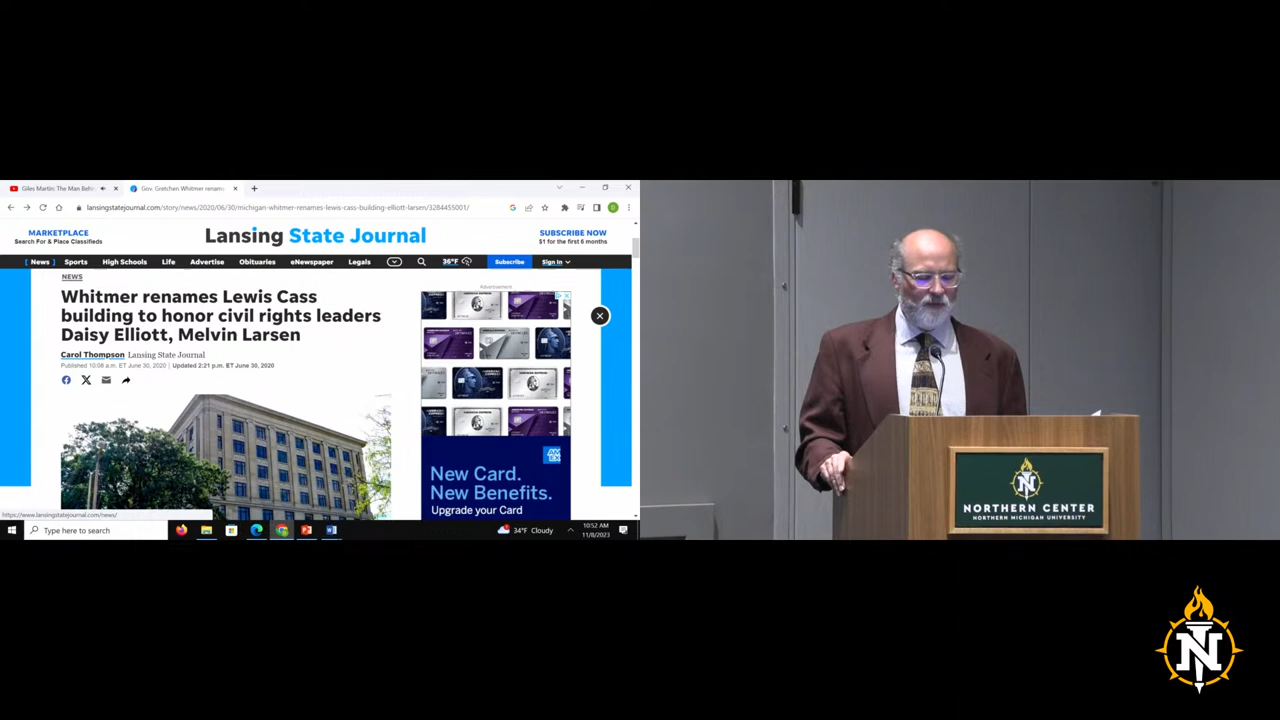 Giles Martin: The Man Behi
Gov. Gretchen Whitmer renam
lansingstatejournal.com/story/news/2020/06/30/michigan-whitmer-renames-lewis-cass-building-elliott-larsen/3284455001/
MARKETPLACE
Search For & Place Classifieds
Lansing State Journal
SUBSCRIBE NOW
$1 for the first 6 months
[ News ] Sports High Schools Life Advertise Obituaries eNewspaper Legals 36°F Subscribe Sign In
NEWS
Whitmer renames Lewis Cass
building to honor civil rights leaders
Daisy Elliott, Melvin Larsen
Carol Thompson Lansing State Journal
Published 10:08 a.m. ET June 30, 2020 | Updated 2:21 p.m. ET June 30, 2020
Advertisement
New Card.
New Benefits.
Upgrade your Card
https://www.lansingstatejournal.com/news/
Type here to search
34°F Cloudy
10:52 AM
11/8/2023
N
NORTHERN CENTER
NORTHERN MICHIGAN UNIVERSITY
N